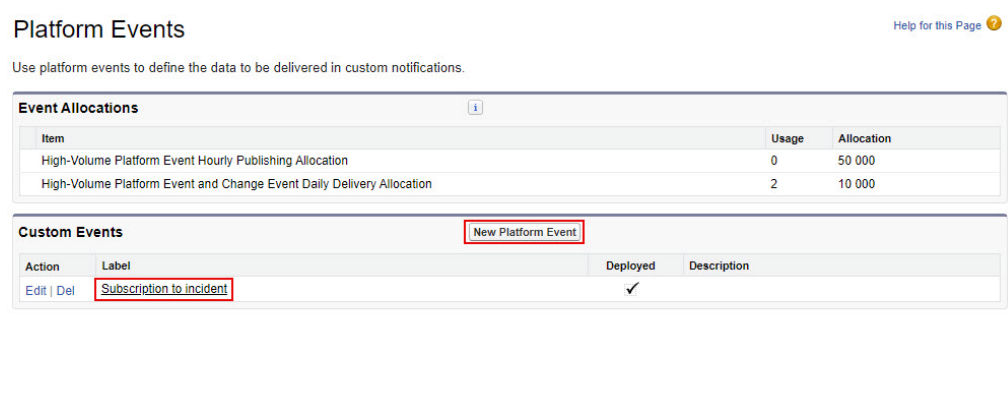 Platform Events
Help for this Page ?
Use platform events to define the data to be delivered in custom notifications.
Event Allocations i
Item Usage Allocation
High-Volume Platform Event Hourly Publishing Allocation 0 50 000
High-Volume Platform Event and Change Event Daily Delivery Allocation 2 10 000
Custom Events New Platform Event
Action Label Deployed Description
Edit | Del Subscription to incident ✓